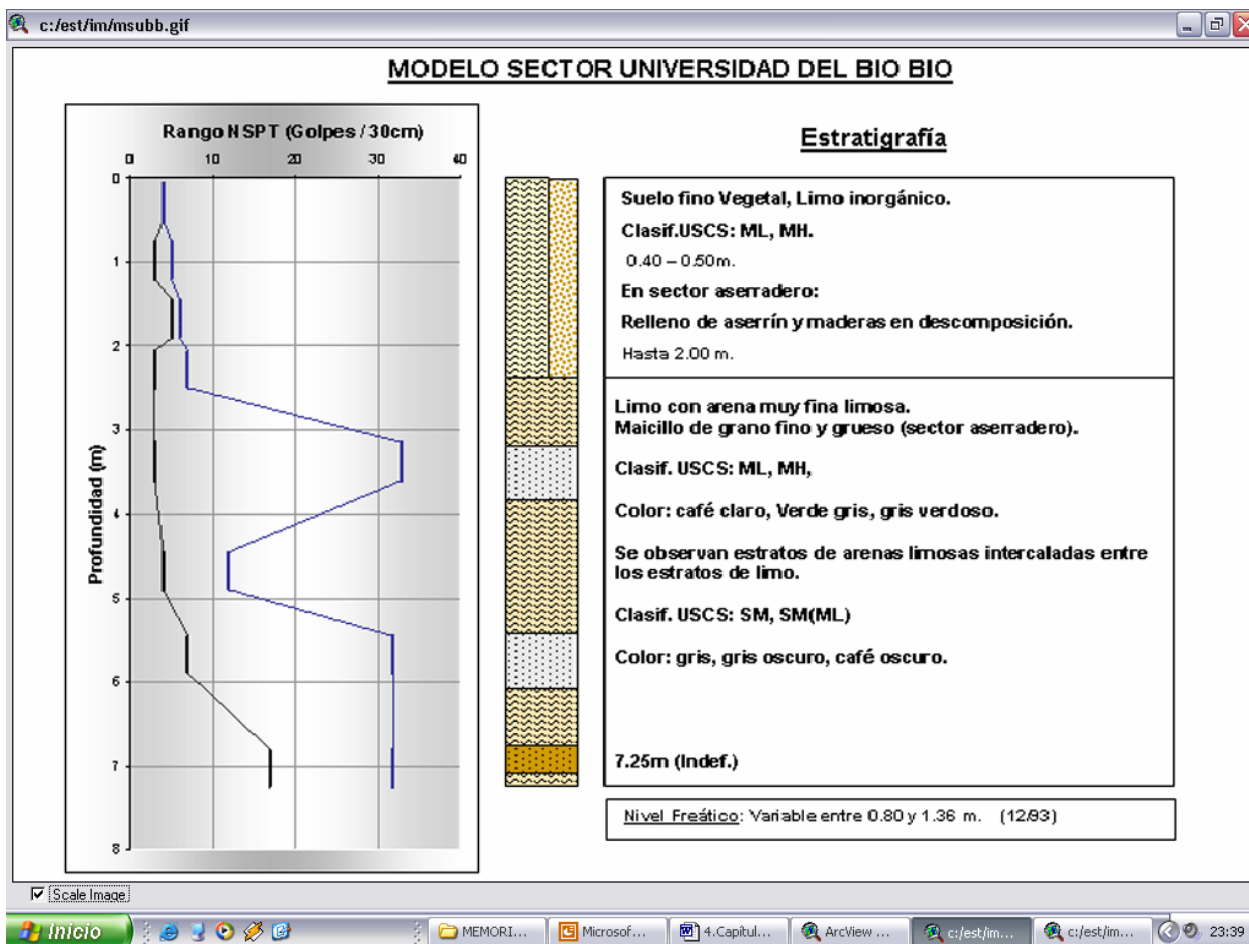 c:/est/im/msubb.gif
MODELO SECTOR UNIVERSIDAD DEL BIO BIO
Rango NSPT (Golpes / 30cm)
0 10 20 30 40
0
1
2
3
4
5
6
7
8
Profundidad (m)
Estratigrafía
Suelo fino Vegetal, Limo inorgánico.
Clasif.USCS: ML, MH.
0.40 – 0.50m.
En sector aserradero:
Relleno de aserrín y maderas en descomposición.
Hasta 2.00 m.
Limo con arena muy fina limosa.
Maicillo de grano fino y grueso (sector aserradero).
Clasif. USCS: ML, MH,
Color: café claro, Verde gris, gris verdoso.
Se observan estratos de arenas limosas intercaladas entre
los estratos de limo.
Clasif. USCS: SM, SM(ML)
Color: gris, gris oscuro, café oscuro.
7.25m (Indef.)
Nivel Freático: Variable entre 0.80 y 1.36 m. (12/93)
Scale Image
Inicio
MEMORI...
Microsof...
4.Capítul...
ArcView ...
c:/est/im...
c:/est/im...
23:39